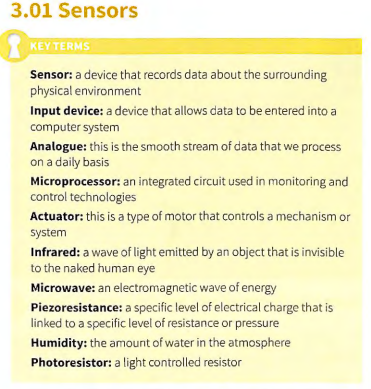 3.01 Sensors
KEY TERMS
Sensor: a device that records data about the surrounding
physical environment
Input device: a device that allows data to be entered into a
computer system
Analogue: this is the smooth stream of data that we process
on a daily basis
Microprocessor: an integrated circuit used in monitoring and
control technologies
Actuator: this is a type of motor that controls a mechanism or
system
Infrared: a wave of light emitted by an object that is invisible
to the naked human eye
Microwave: an electromagnetic wave of energy
Piezoresistance: a specific level of electrical charge that is
linked to a specific level of resistance or pressure
Humidity: the amount of water in the atmosphere
Photoresistor: a light controlled resistor